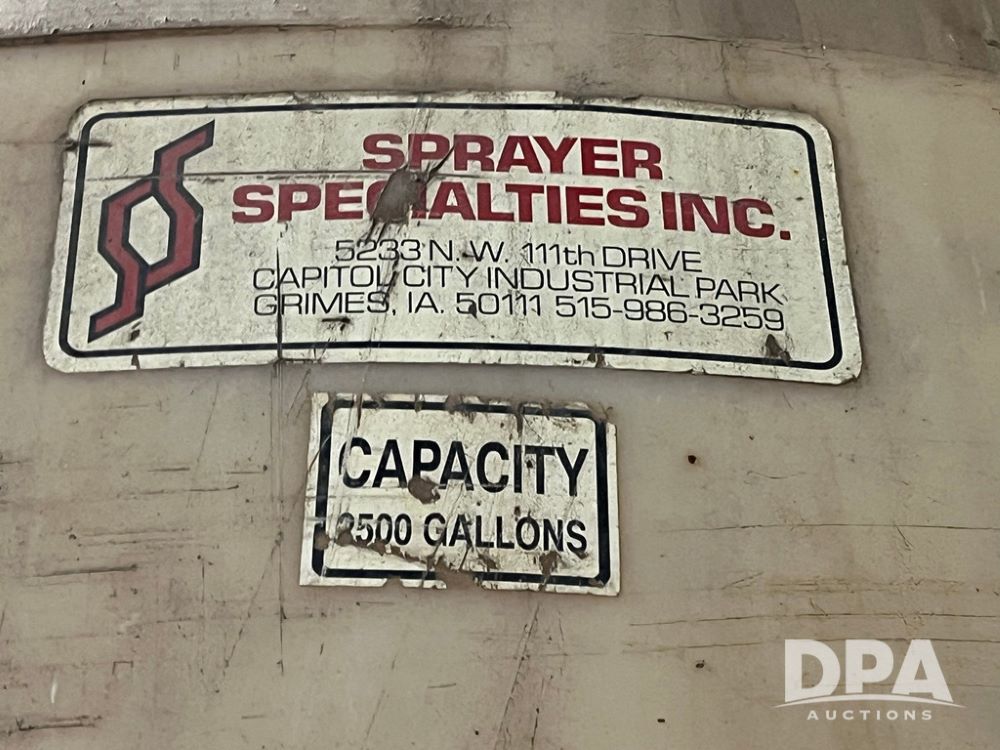 SPRAYER
SPECIALTIES INC.
5233 N. W. 111th DRIVE
CAPITOL CITY INDUSTRIAL PARK
GRIMES, IA. 50111 515-986-3259
CAPACITY
2500 GALLONS
DPA
AUCTIONS